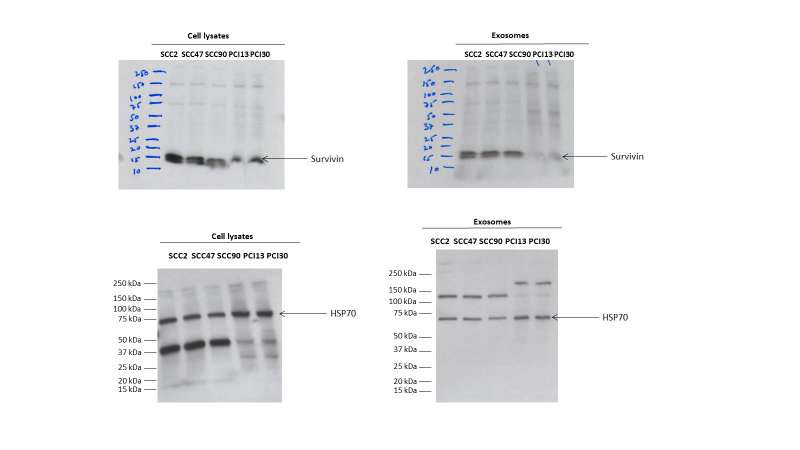 Cell lysates
SCC2 SCC47 SCC90 PCI13 PCI30
250
150
100
75
50
37
25
20
15
10
Survivin
Exosomes
SCC2 SCC47 SCC90 PCI13 PCI30
250
150
100
75
50
37
25
20
15
10
Survivin
Cell lysates
SCC2 SCC47 SCC90 PCI13 PCI30
250 kDa
150 kDa
100 kDa
75 kDa
50 kDa
37 kDa
25 kDa
20 kDa
15 kDa
HSP70
Exosomes
SCC2 SCC47 SCC90 PCI13 PCI30
250 kDa
150 kDa
100 kDa
75 kDa
50 kDa
37 kDa
25 kDa
20 kDa
15 kDa
HSP70